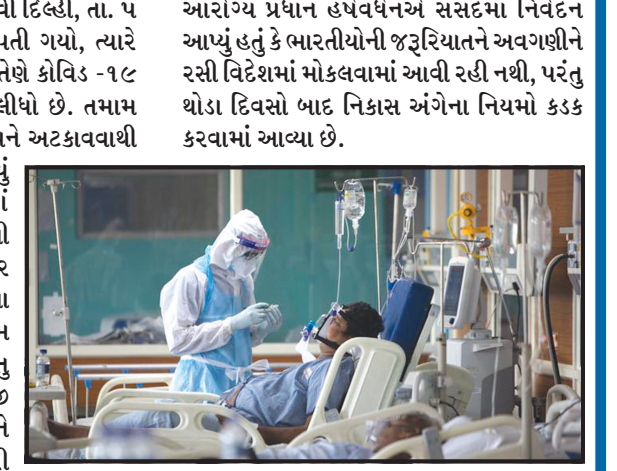 વી દિલ્હી, તા. ૫
પતી ગયો, ત્યારે
તેણે કોવિડ -૧૯
લીધો છે. તમામ
ને અટકાવવાથી
આરોગ્ય પ્રધાન હર્ષવર્ધનએ સંસદમાં નિવેદન
આપ્યું હતું કે ભારતીયોની જરૂરિયાતને અવગણીને
રસી વિદેશમાં મોકલવામાં આવી રહી નથી, પરંતુ
થોડા દિવસો બાદ નિકાસ અંગેના નિયમો કડક
કરવામાં આવ્યા છે.